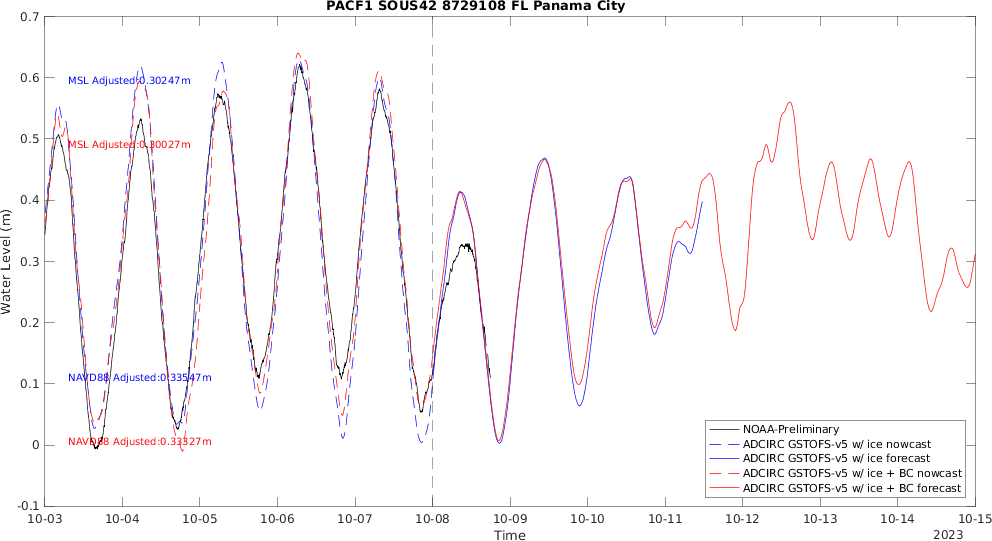 PACF1 SOUS42 8729108 FL Panama City
0.7
0.6
0.5
0.4
0.3
0.2
0.1
0
-0.1
Water Level (m)
MSL Adjusted:0.30247m
MSL Adjusted:0.30027m
NAVD88 Adjusted:0.33547m
NAVD88 Adjusted:0.33327m
NOAA-Preliminary
ADCIRC GSTOFS-v5 w/ ice nowcast
ADCIRC GSTOFS-v5 w/ ice forecast
ADCIRC GSTOFS-v5 w/ ice + BC nowcast
ADCIRC GSTOFS-v5 w/ ice + BC forecast
10-03 10-04 10-05 10-06 10-07 10-08 10-09 10-10 10-11 10-12 10-13 10-14 10-15
Time
2023